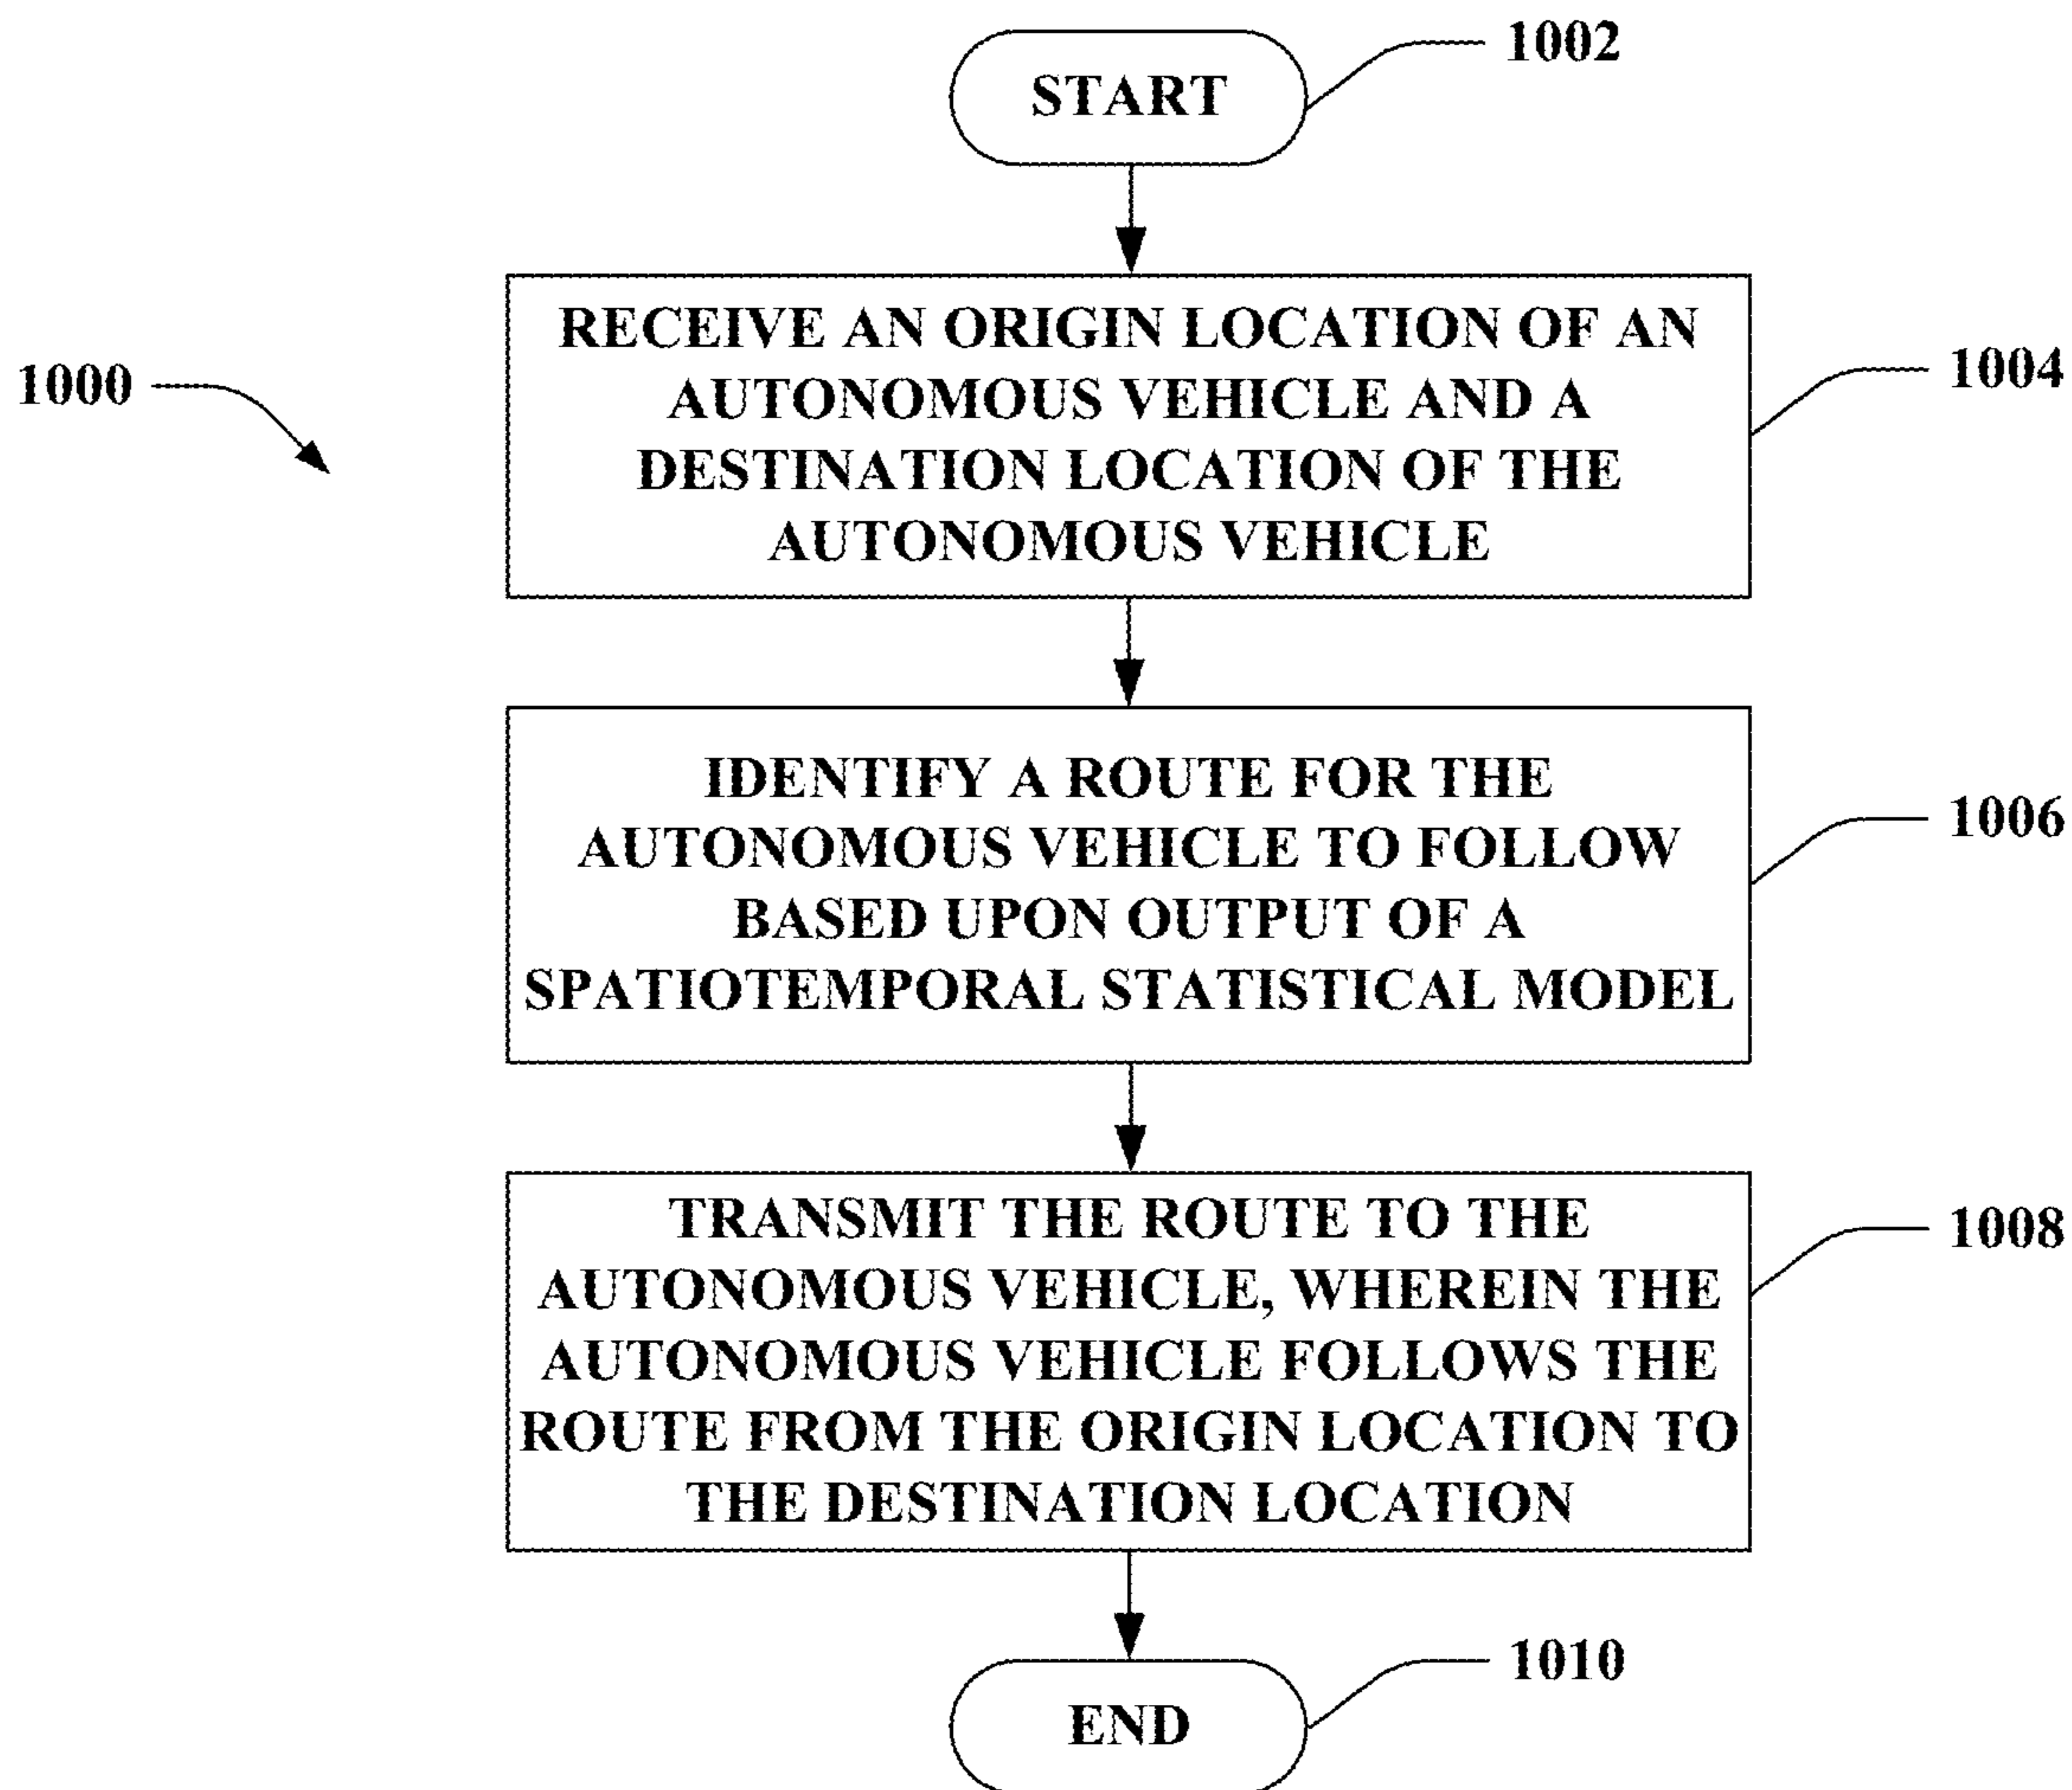 1002
START
RECEIVE AN ORIGIN LOCATION OF AN
AUTONOMOUS VEHICLE AND A
DESTINATION LOCATION OF THE
AUTONOMOUS VEHICLE
1004
1000
IDENTIFY A ROUTE FOR THE
AUTONOMOUS VEHICLE TO FOLLOW
BASED UPON OUTPUT OF A
SPATIOTEMPORAL STATISTICAL MODEL
1006
TRANSMIT THE ROUTE TO THE
AUTONOMOUS VEHICLE, WHEREIN THE
AUTONOMOUS VEHICLE FOLLOWS THE
ROUTE FROM THE ORIGIN LOCATION TO
THE DESTINATION LOCATION
1008
1010
END